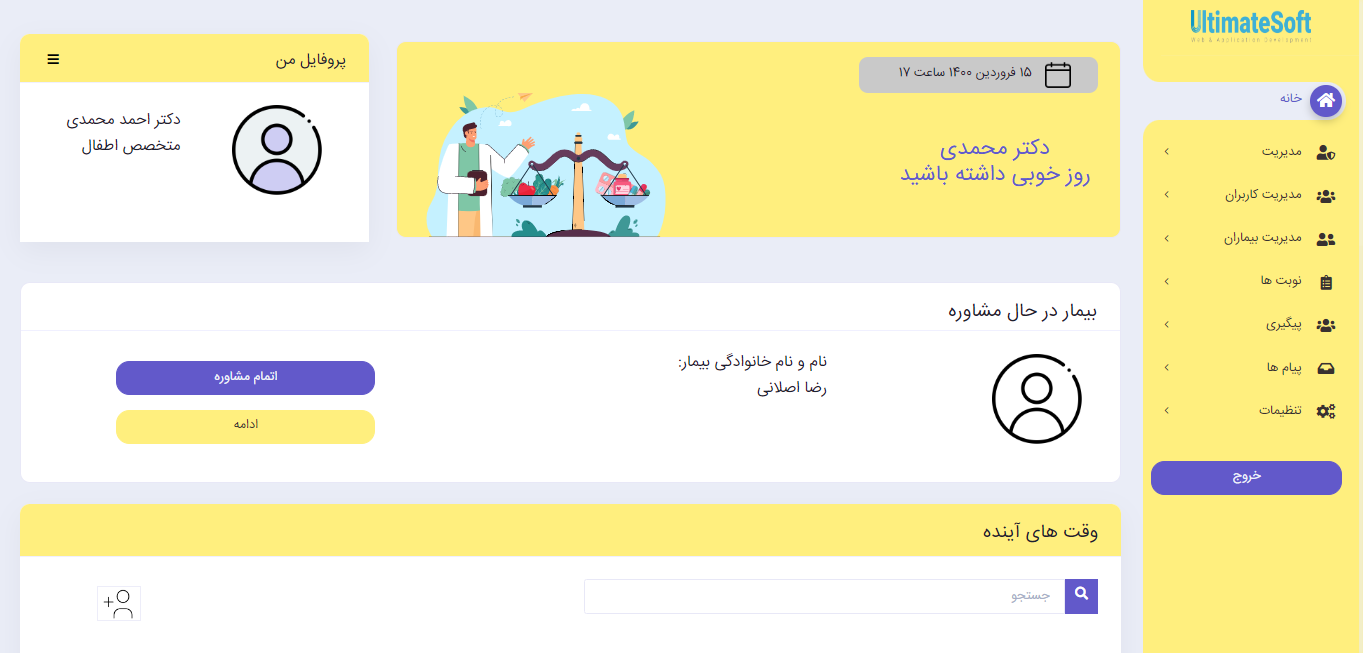 UltimateSoft
Web & Application Development
خانه
مدیریت
مدیریت کاربران
مدیریت بیماران
نوبت ها
پیگیری
پیام ها
تنظیمات
خروج
۱۵ فروردین ۱۴۰۰ ساعت ۱۷
دکتر محمدی
روز خوبی داشته باشید
پروفایل من
دکتر احمد محمدی
متخصص اطفال
بیمار در حال مشاوره
نام و نام خانوادگی بیمار:
رضا اصلانی
اتمام مشاوره
ادامه
وقت های آینده
جستجو